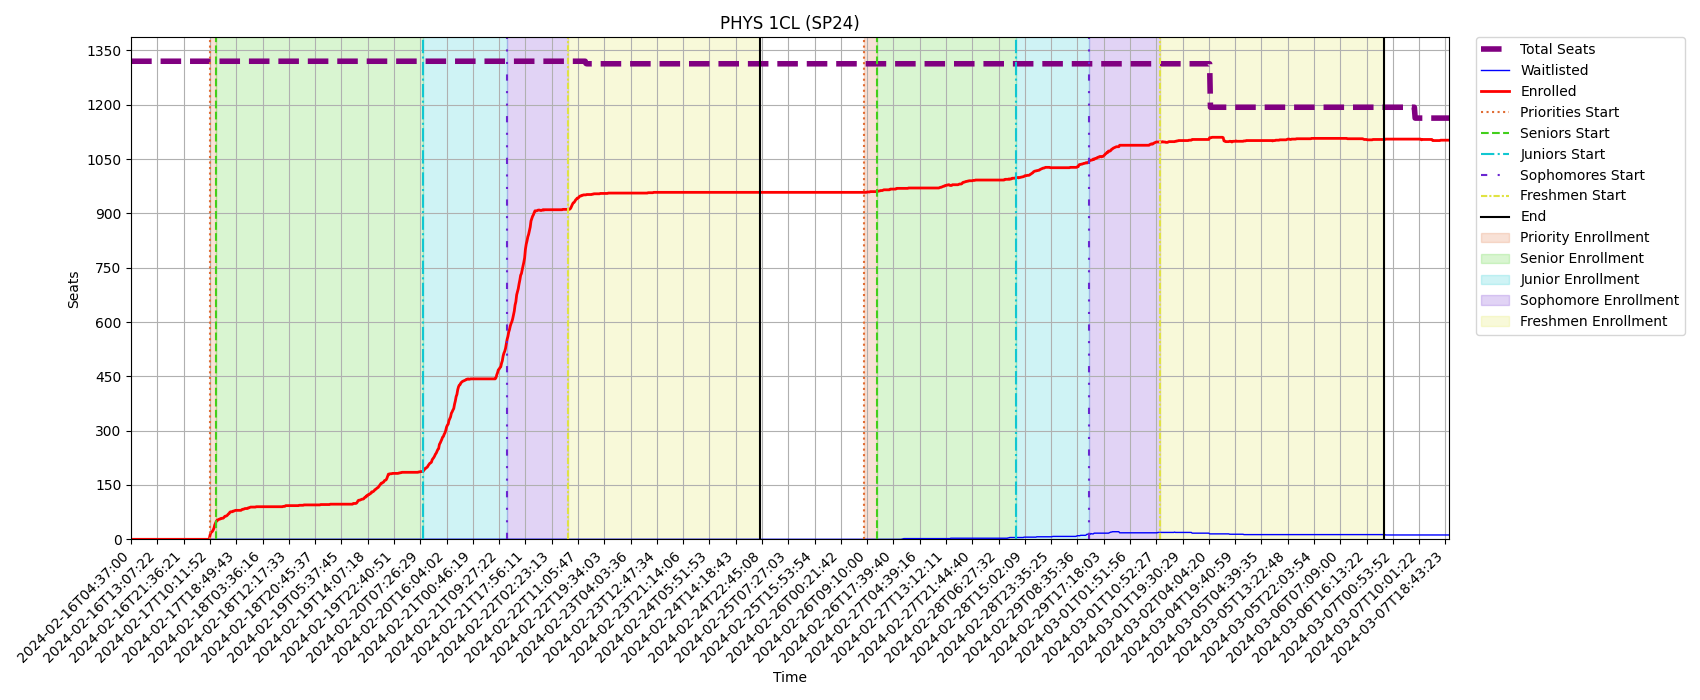 PHYS 1CL (SP24)
Seats
1350
1200
1050
900
750
600
450
300
150
0
2024-02-16T04:37:00
2024-02-16T13:07:22
2024-02-16T21:36:21
2024-02-17T10:11:52
2024-02-17T18:49:43
2024-02-18T03:36:16
2024-02-18T12:17:33
2024-02-18T20:45:37
2024-02-19T05:37:45
2024-02-19T14:07:18
2024-02-19T22:40:51
2024-02-20T07:26:29
2024-02-20T16:04:02
2024-02-21T00:46:19
2024-02-21T09:27:22
2024-02-21T17:56:11
2024-02-22T02:23:13
2024-02-22T11:05:47
2024-02-22T19:34:03
2024-02-23T04:03:36
2024-02-23T12:47:34
2024-02-23T21:14:06
2024-02-24T05:51:53
2024-02-24T14:18:43
2024-02-24T22:45:08
2024-02-25T07:27:03
2024-02-25T15:53:54
2024-02-26T00:21:42
2024-02-26T09:10:00
2024-02-26T17:39:40
2024-02-27T04:39:16
2024-02-27T13:12:11
2024-02-27T21:44:40
2024-02-28T06:27:32
2024-02-28T15:02:09
2024-02-28T23:35:25
2024-02-29T08:35:36
2024-02-29T17:18:03
2024-03-01T01:51:56
2024-03-01T10:52:27
2024-03-01T19:30:29
2024-03-02T04:04:20
2024-03-04T19:40:59
2024-03-05T04:39:35
2024-03-05T13:22:48
2024-03-05T22:03:54
2024-03-06T07:09:00
2024-03-06T16:13:22
2024-03-07T00:53:52
2024-03-07T10:01:22
2024-03-07T18:43:23
Time
Total Seats
Waitlisted
Enrolled
Priorities Start
Seniors Start
Juniors Start
Sophomores Start
Freshmen Start
End
Priority Enrollment
Senior Enrollment
Junior Enrollment
Sophomore Enrollment
Freshmen Enrollment